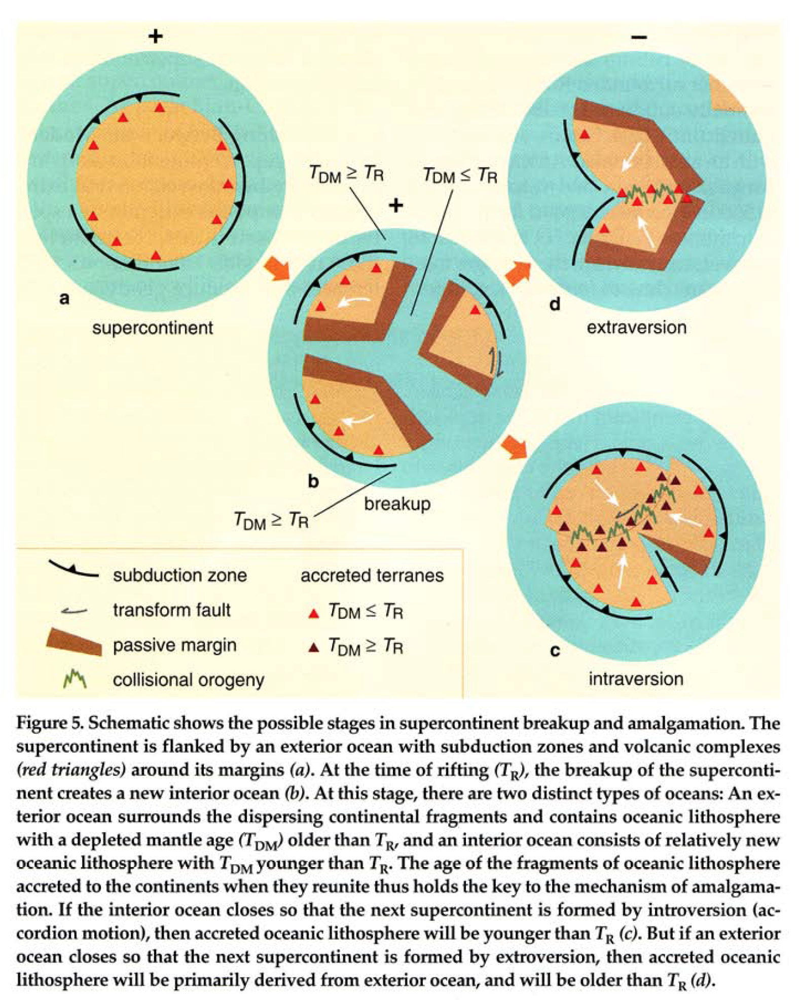 +
−
a
supercontinent
TDM ≥ TR
TDM ≤ TR
+
d
extraversion
b
breakup
TDM ≥ TR
c
intraversion
subduction zone
transform fault
passive margin
collisional orogeny
accreted terranes
TDM ≤ TR
TDM ≥ TR
Figure 5. Schematic shows the possible stages in supercontinent breakup and amalgamation. The
supercontinent is flanked by an exterior ocean with subduction zones and volcanic complexes
(red triangles) around its margins (a). At the time of rifting (TR), the breakup of the superconti-
nent creates a new interior ocean (b). At this stage, there are two distinct types of oceans: An ex-
terior ocean surrounds the dispersing continental fragments and contains oceanic lithosphere
with a depleted mantle age (TDM) older than TR, and an interior ocean consists of relatively new
oceanic lithosphere with TDM younger than TR. The age of the fragments of oceanic lithosphere
accreted to the continents when they reunite thus holds the key to the mechanism of amalgama-
tion. If the interior ocean closes so that the next supercontinent is formed by introversion (ac-
cordion motion), then accreted oceanic lithosphere will be younger than TR (c). But if an exterior
ocean closes so that the next supercontinent is formed by extroversion, then accreted oceanic
lithosphere will be primarily derived from exterior ocean, and will be older than TR (d).